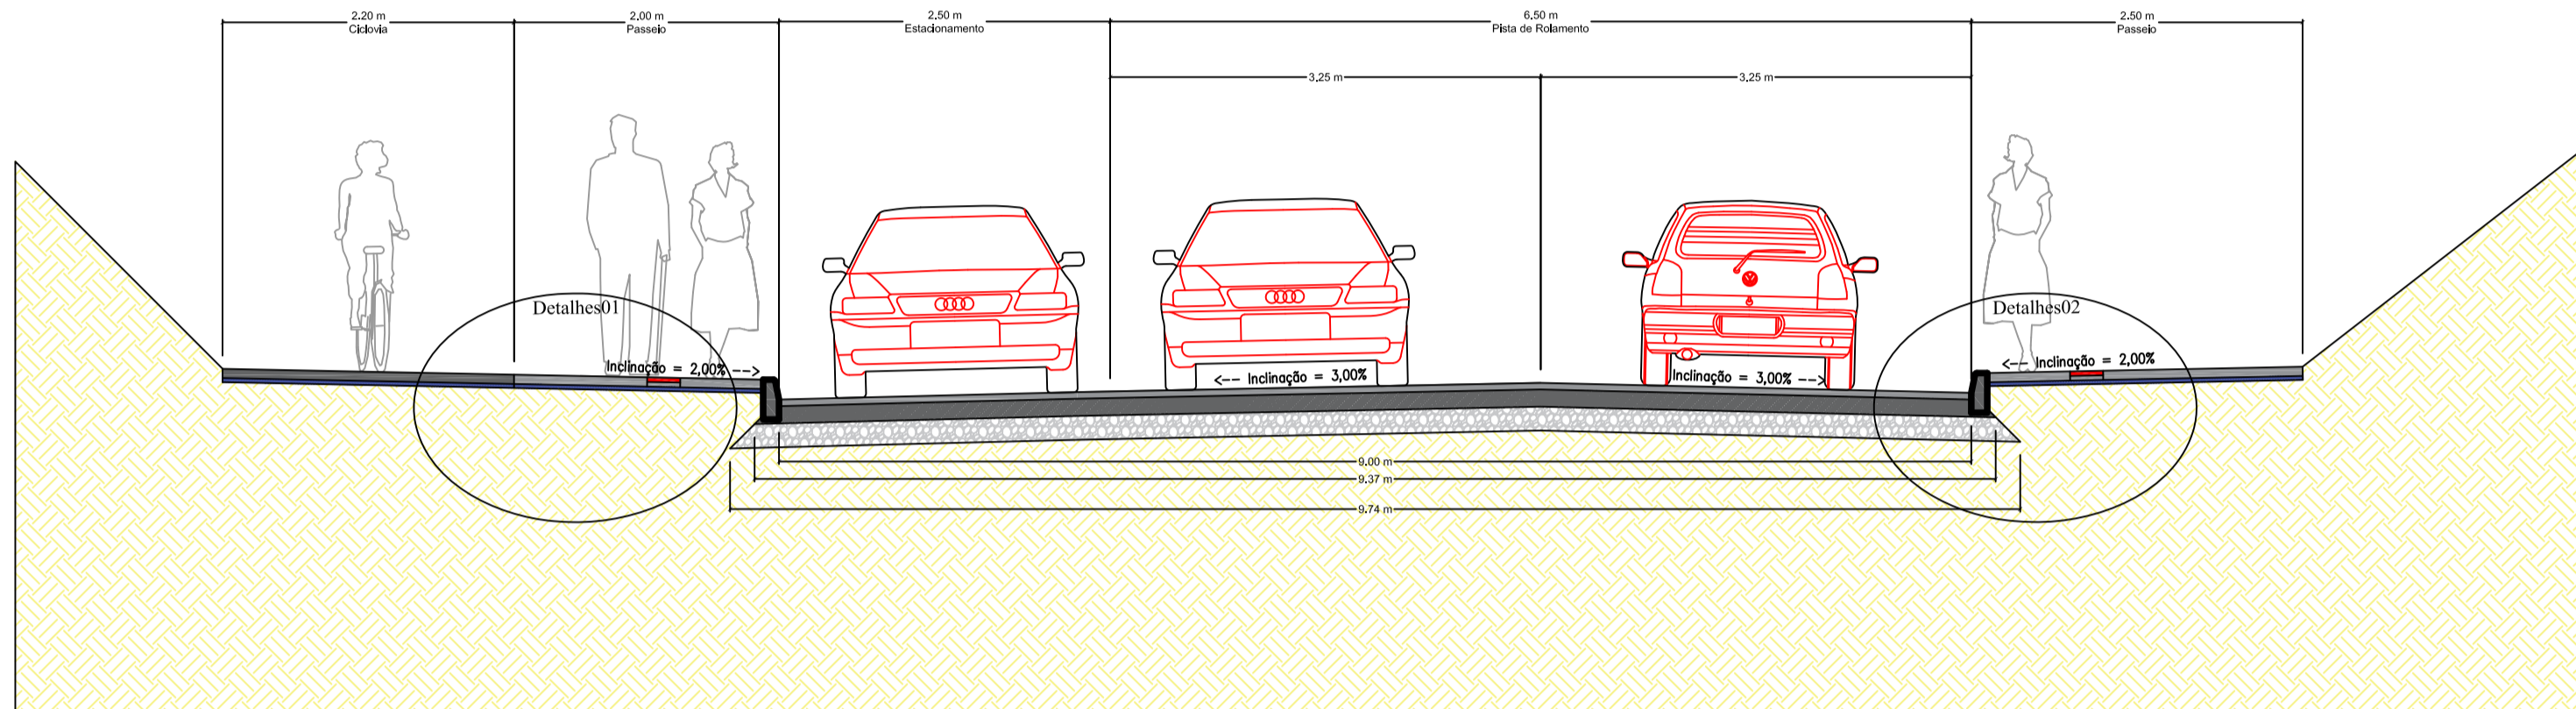 2.20 m
Ciclovia
2.00 m
Passeio
2.50 m
Estacionamento
6.50 m
Pista de Rolamento
2.50 m
Passeio
3.25 m
3.25 m
Detalhes01
Detalhes02
Inclinação = 2,00% -->
<-- Inclinação = 3,00%
Inclinação = 3,00% -->
<-- Inclinação = 2,00%
9.00 m
9.37 m
9.74 m